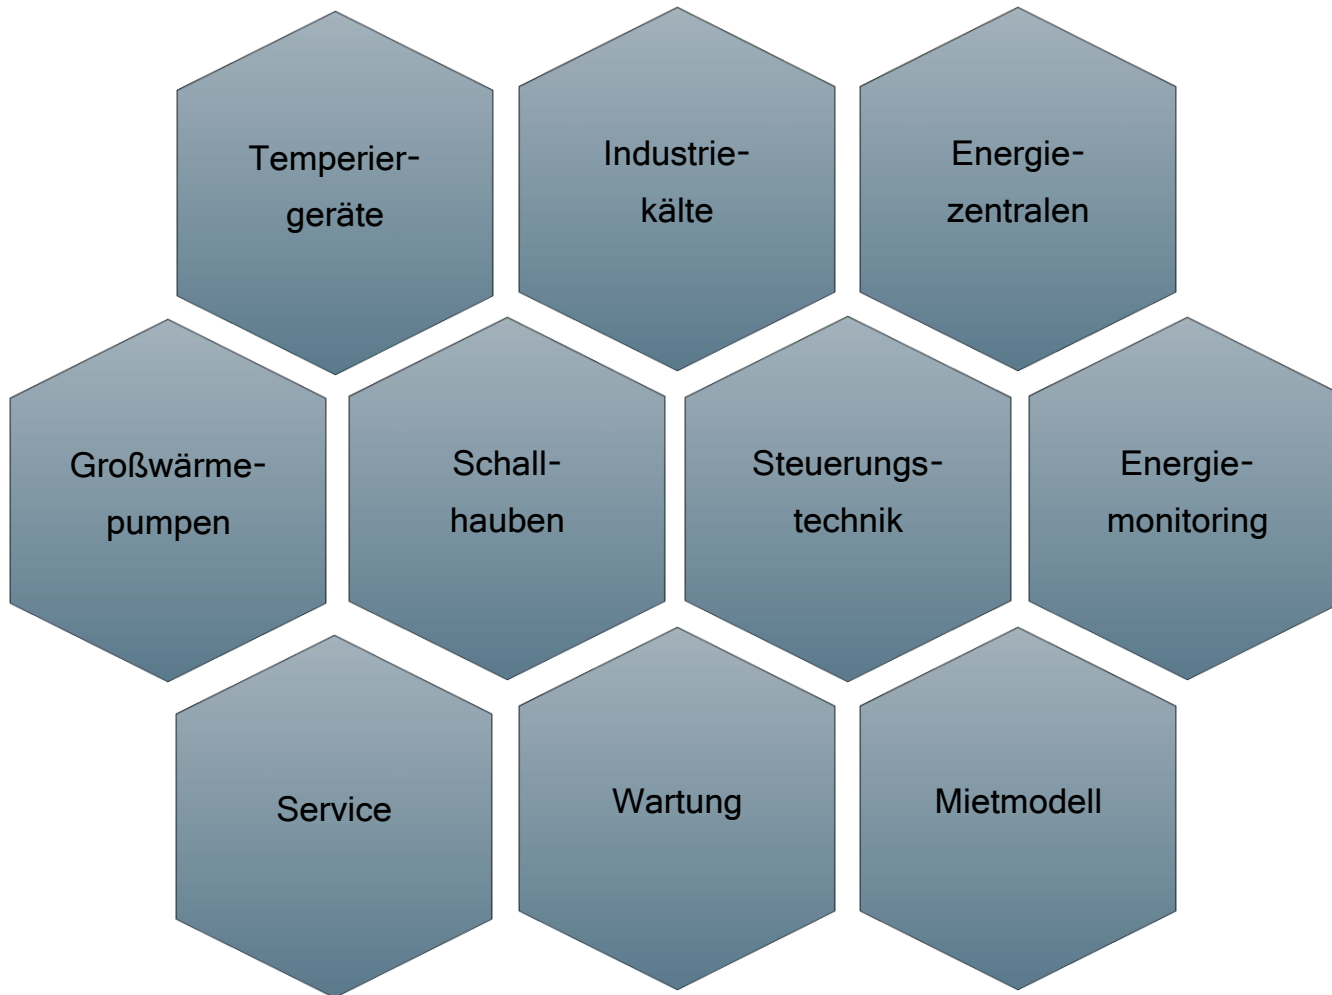 Temperier-
geräte
Industrie-
kälte
Energie-
zentralen
Großwärme-
pumpen
Schall-
hauben
Steuerungs-
technik
Energie-
monitoring
Service
Wartung
Mietmodell